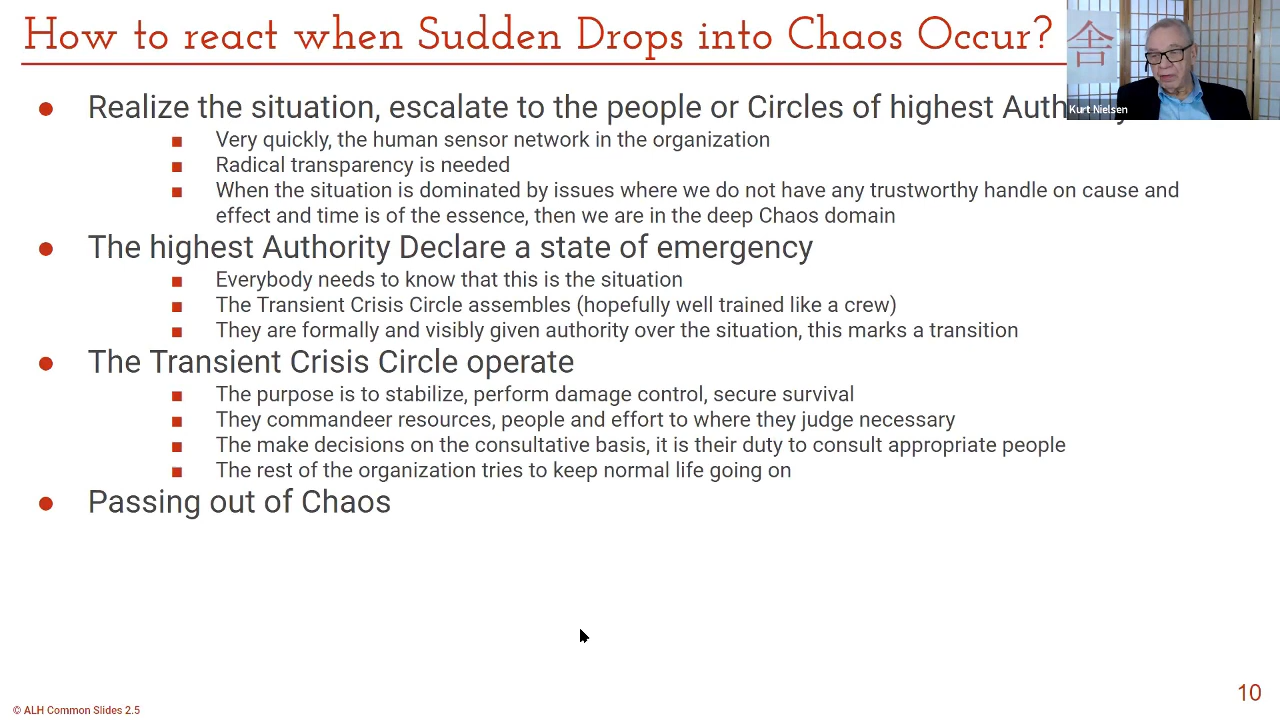 How to react when Sudden Drops into Chaos Occur?
舎
Kurt Nielsen
● Realize the situation, escalate to the people or Circles of highest Auth
■ Very quickly, the human sensor network in the organization
■ Radical transparency is needed
■ When the situation is dominated by issues where we do not have any trustworthy handle on cause and
effect and time is of the essence, then we are in the deep Chaos domain
● The highest Authority Declare a state of emergency
■ Everybody needs to know that this is the situation
■ The Transient Crisis Circle assembles (hopefully well trained like a crew)
■ They are formally and visibly given authority over the situation, this marks a transition
● The Transient Crisis Circle operate
■ The purpose is to stabilize, perform damage control, secure survival
■ They commandeer resources, people and effort to where they judge necessary
■ The make decisions on the consultative basis, it is their duty to consult appropriate people
■ The rest of the organization tries to keep normal life going on
● Passing out of Chaos
© ALH Common Slides 2.5
10